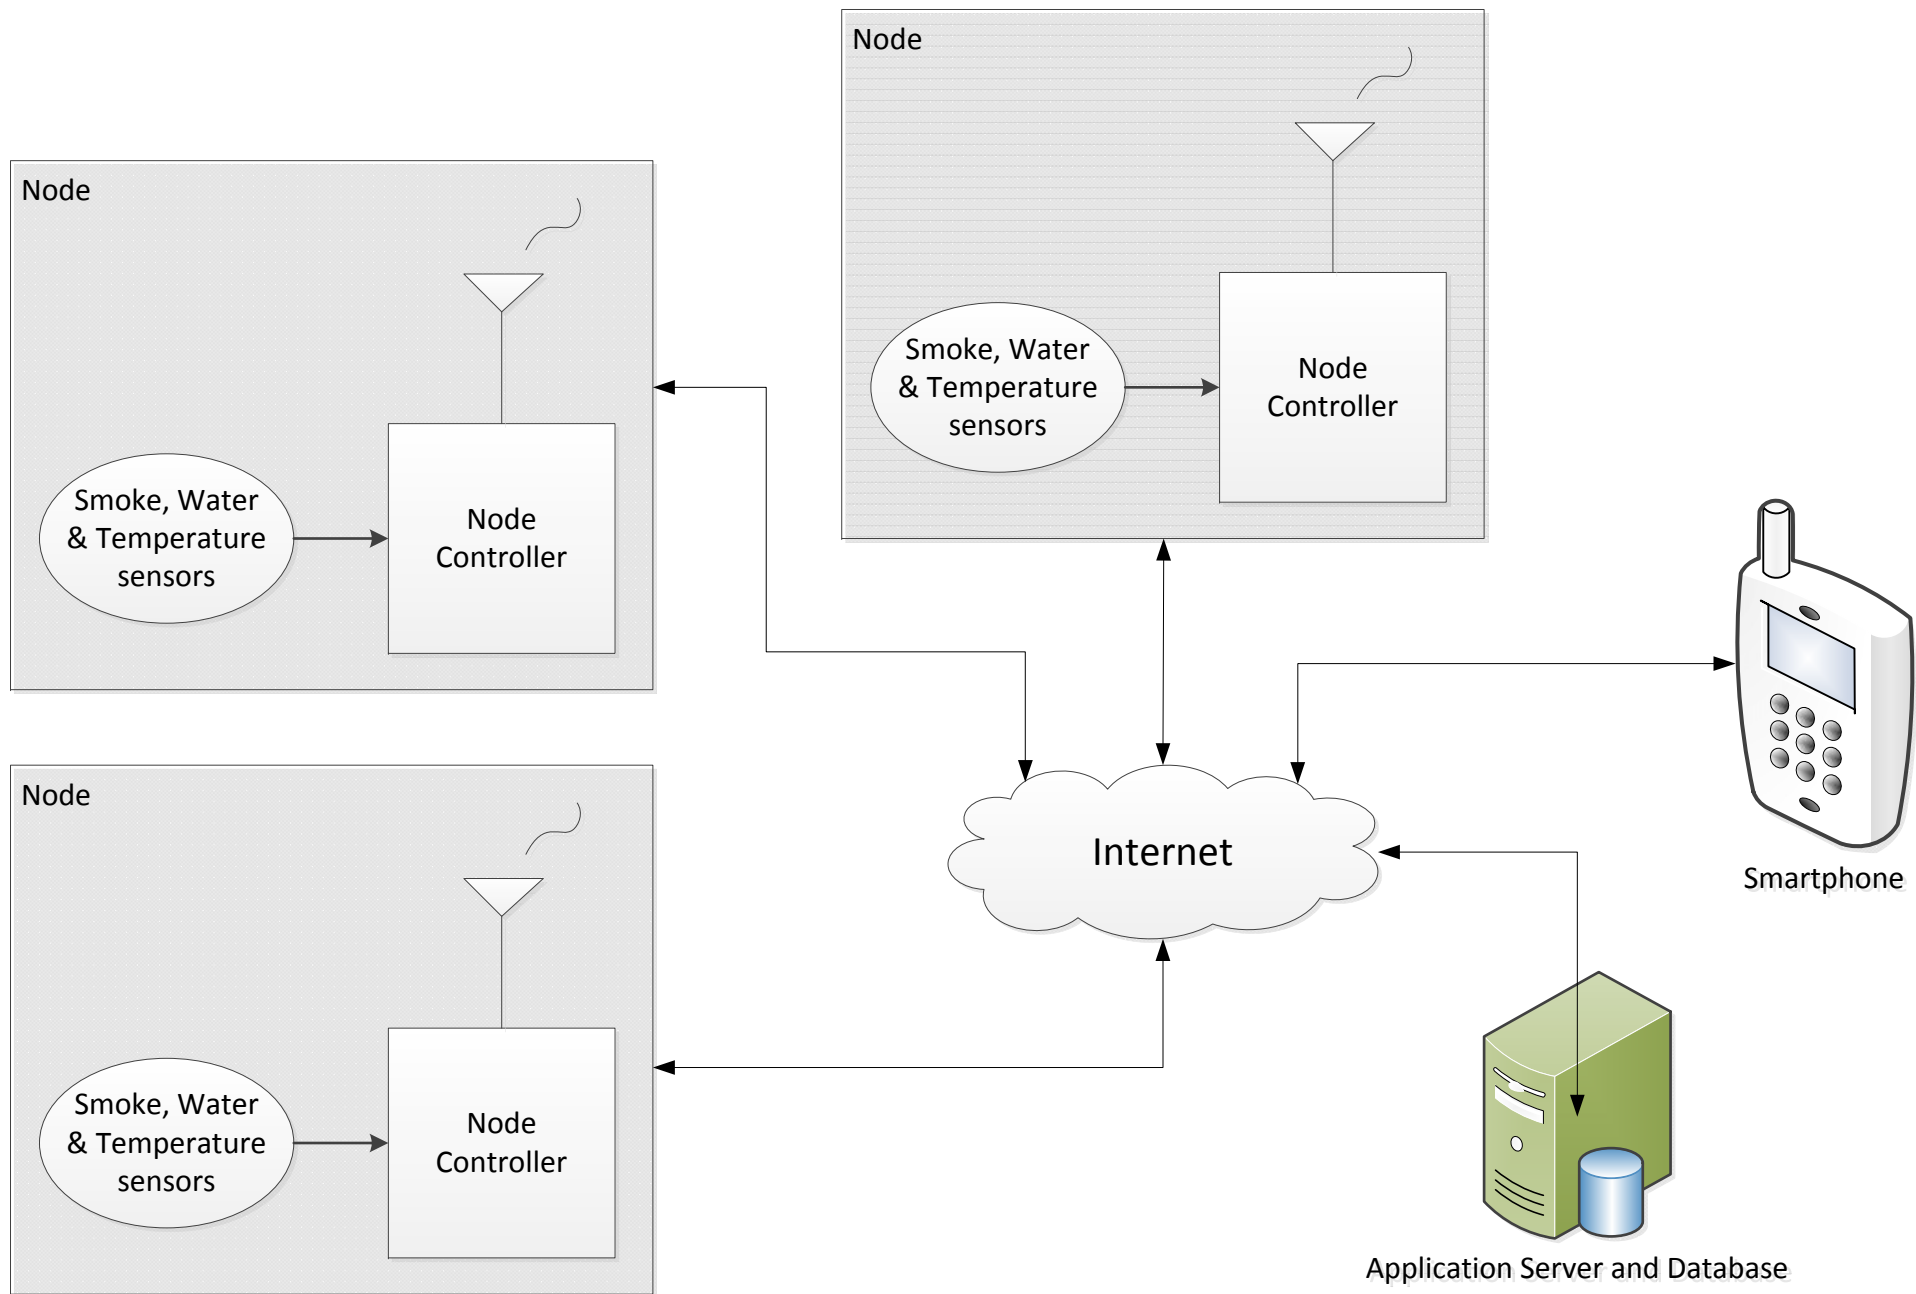 Node
Smoke, Water
& Temperature
sensors
Node
Controller
Node
Smoke, Water
& Temperature
sensors
Node
Controller
Node
Smoke, Water
& Temperature
sensors
Node
Controller
Internet
Smartphone
Application Server and Database